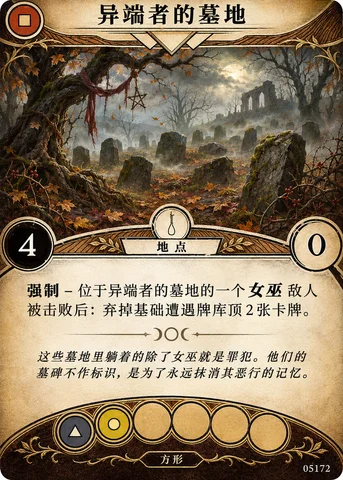 异端者的墓地
4
地点
0
强制 – 位于异端者的墓地的一个 女巫 敌人
被击败后：弃掉基础遭遇牌库顶 2 张卡牌。
这些墓地里躺着的除了女巫就是罪犯。他们的
墓碑不作标识，是为了永远抹消其恶行的记忆。
方形
05172